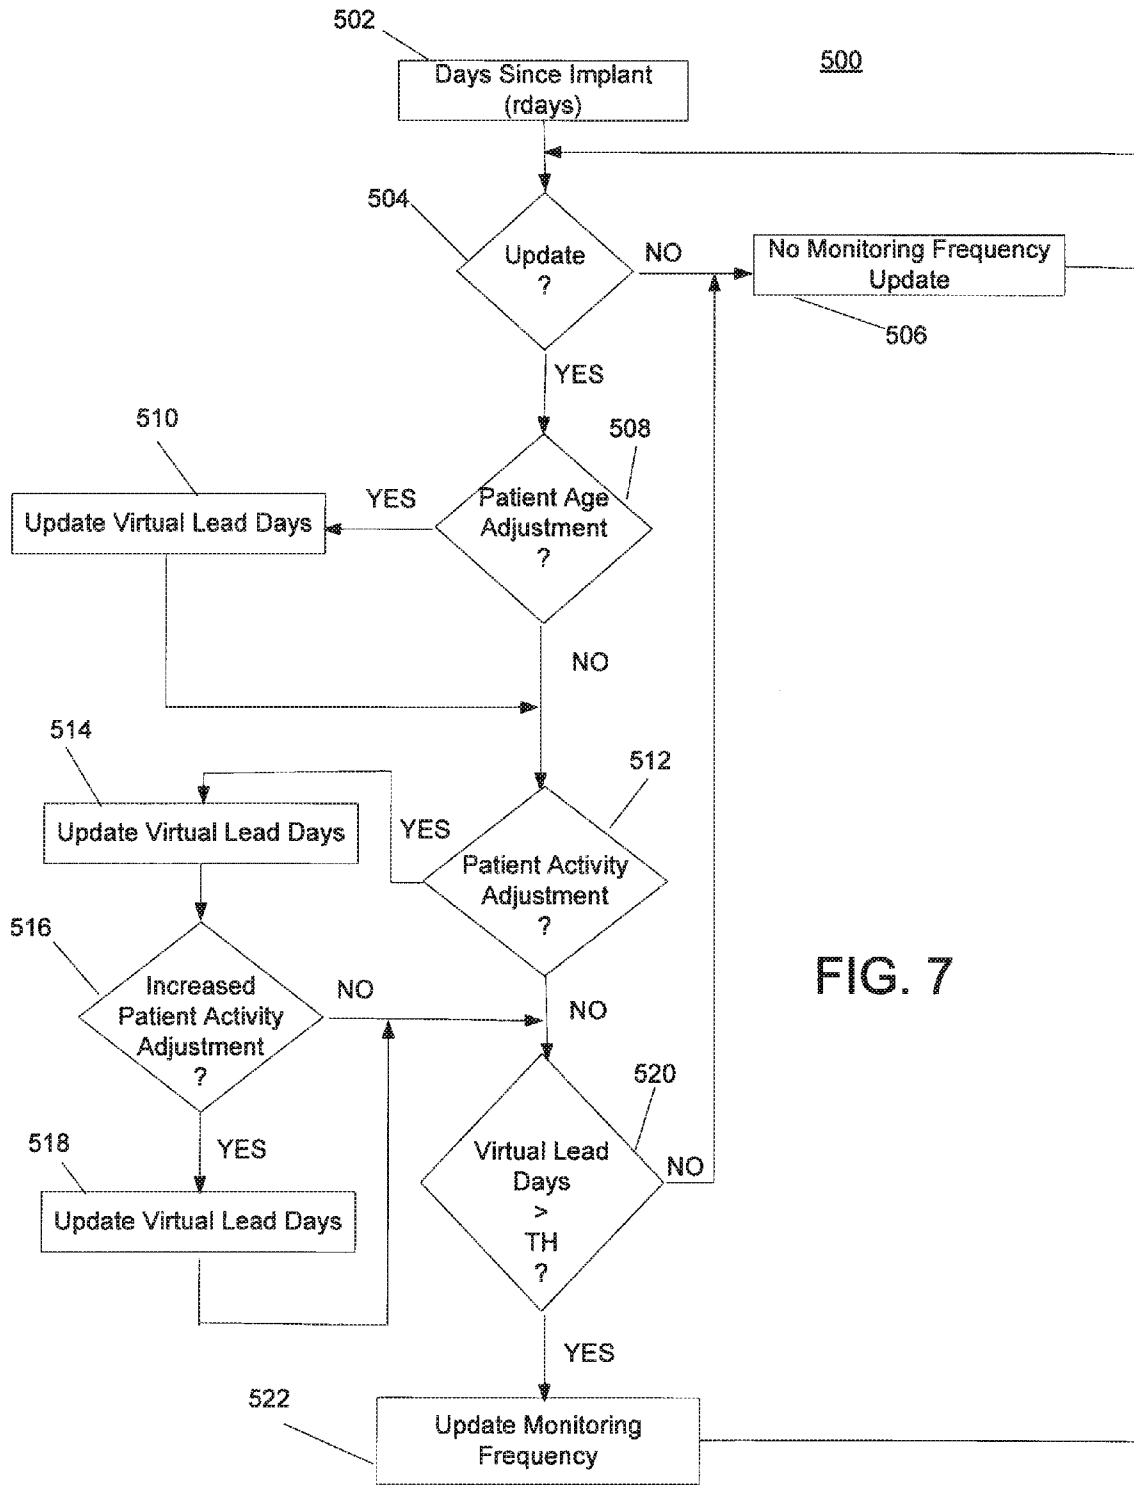 502
500
Days Since Implant
(rdays)
504
Update
?
NO
No Monitoring Frequency
Update
506
YES
510
508
YES
Patient Age
Adjustment
?
Update Virtual Lead Days
NO
514
512
YES
Update Virtual Lead Days
Patient Activity
Adjustment
?
516
Increased
Patient Activity
Adjustment
?
NO
NO
FIG. 7
520
518
YES
Virtual Lead
Days
>
TH
?
NO
Update Virtual Lead Days
YES
522
Update Monitoring
Frequency